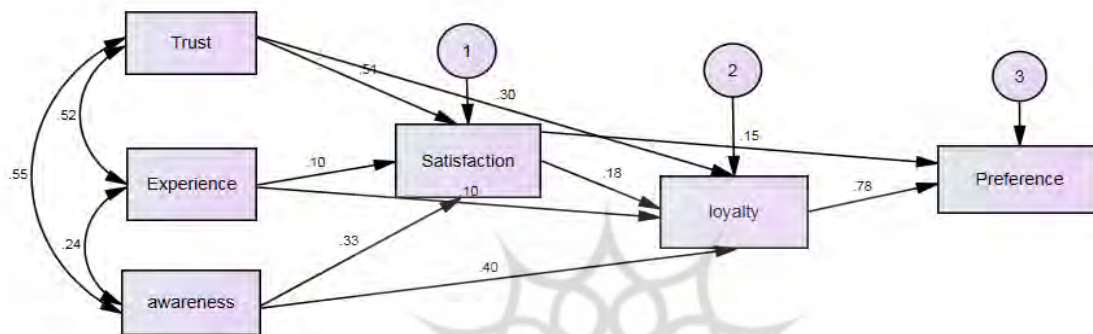 Trust
1
2
3
.51
.30
.52
.15
Satisfaction
.55
Experience
.10
.18
Preference
.10
.78
loyalty
.24
.33
.40
awareness